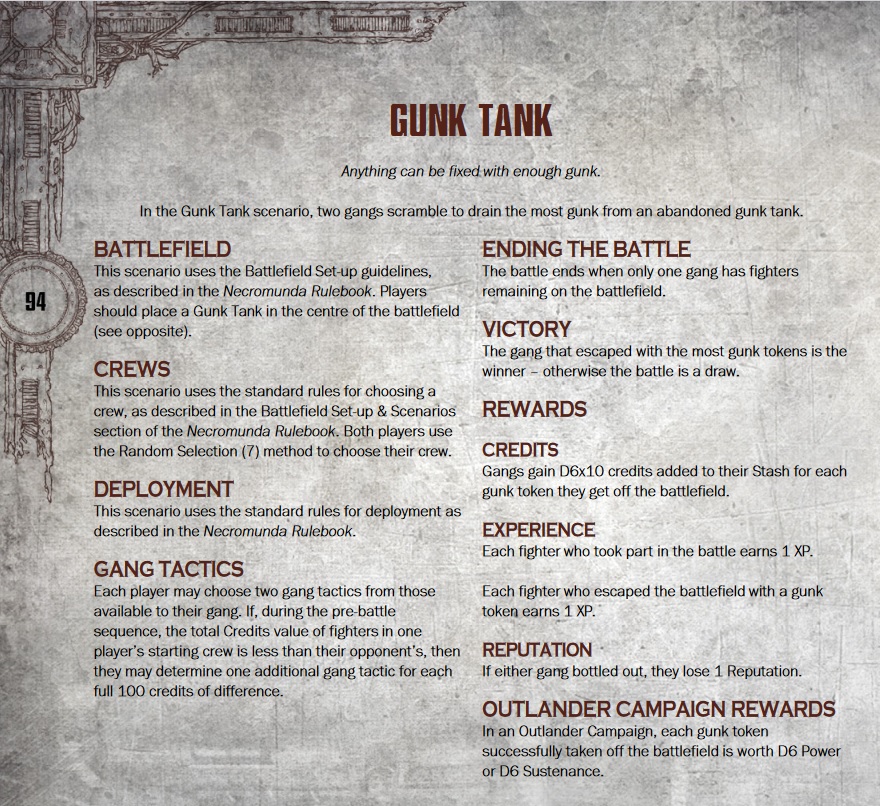 GUNK TANK
Anything can be fixed with enough gunk.
In the Gunk Tank scenario, two gangs scramble to drain the most gunk from an abandoned gunk tank.
BATTLEFIELD
This scenario uses the Battlefield Set-up guidelines,
as described in the Necromunda Rulebook. Players
should place a Gunk Tank in the centre of the battlefield
(see opposite).
CREWS
This scenario uses the standard rules for choosing a
crew, as described in the Battlefield Set-up & Scenarios
section of the Necromunda Rulebook. Both players use
the Random Selection (7) method to choose their crew.
DEPLOYMENT
This scenario uses the standard rules for deployment as
described in the Necromunda Rulebook.
GANG TACTICS
Each player may choose two gang tactics from those
available to their gang. If, during the pre-battle
sequence, the total Credits value of fighters in one
player's starting crew is less than their opponent's, then
they may determine one additional gang tactic for each
full 100 credits of difference.
ENDING THE BATTLE
The battle ends when only one gang has fighters
remaining on the battlefield.
VICTORY
The gang that escaped with the most gunk tokens is the
winner – otherwise the battle is a draw.
REWARDS
CREDITS
Gangs gain D6x10 credits added to their Stash for each
gunk token they get off the battlefield.
EXPERIENCE
Each fighter who took part in the battle earns 1 XP.
Each fighter who escaped the battlefield with a gunk
token earns 1 XP.
REPUTATION
If either gang bottled out, they lose 1 Reputation.
OUTLANDER CAMPAIGN REWARDS
In an Outlander Campaign, each gunk token
successfully taken off the battlefield is worth D6 Power
or D6 Sustenance.
94